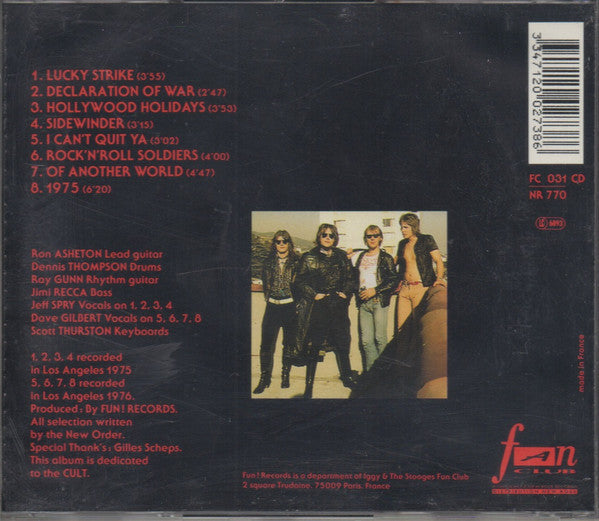 1. LUCKY STRIKE (3'55)
2. DECLARATION OF WAR (2'47)
3. HOLLYWOOD HOLIDAYS (3'53)
4. SIDEWINDER (3'15)
5. I CAN'T QUIT YA (3'02)
6. ROCK'N'ROLL SOLDIERS (4'00)
7. OF ANOTHER WORLD (4'47)
8. 1975 (6'20)
3 347120 027386
FC 031 CD
NR 770
Ron ASHETON Lead guitar
Dennis THOMPSON Drums
Ray GUNN Rhythm guitar
Jimi RECCA Bass
Jeff SPRY Vocals on 1, 2, 3, 4
Dave GILBERT Vocals on 5, 6, 7, 8
Scott THURSTON Keyboards
1, 2, 3, 4 recorded
in Los Angeles 1975
5, 6, 7, 8 recorded
in Los Angeles 1976.
Produced : By FUN! RECORDS.
All selection written
by the New Order.
Special Thank's : Gilles Scheps.
This album is dedicated
to the CULT.
made in France
Fun ! Records is a department of Iggy & The Stooges Fan Club
2 square Trudaine. 75009 Paris. France
fan
CLUB
DISTRIBUTION NEW ROSE